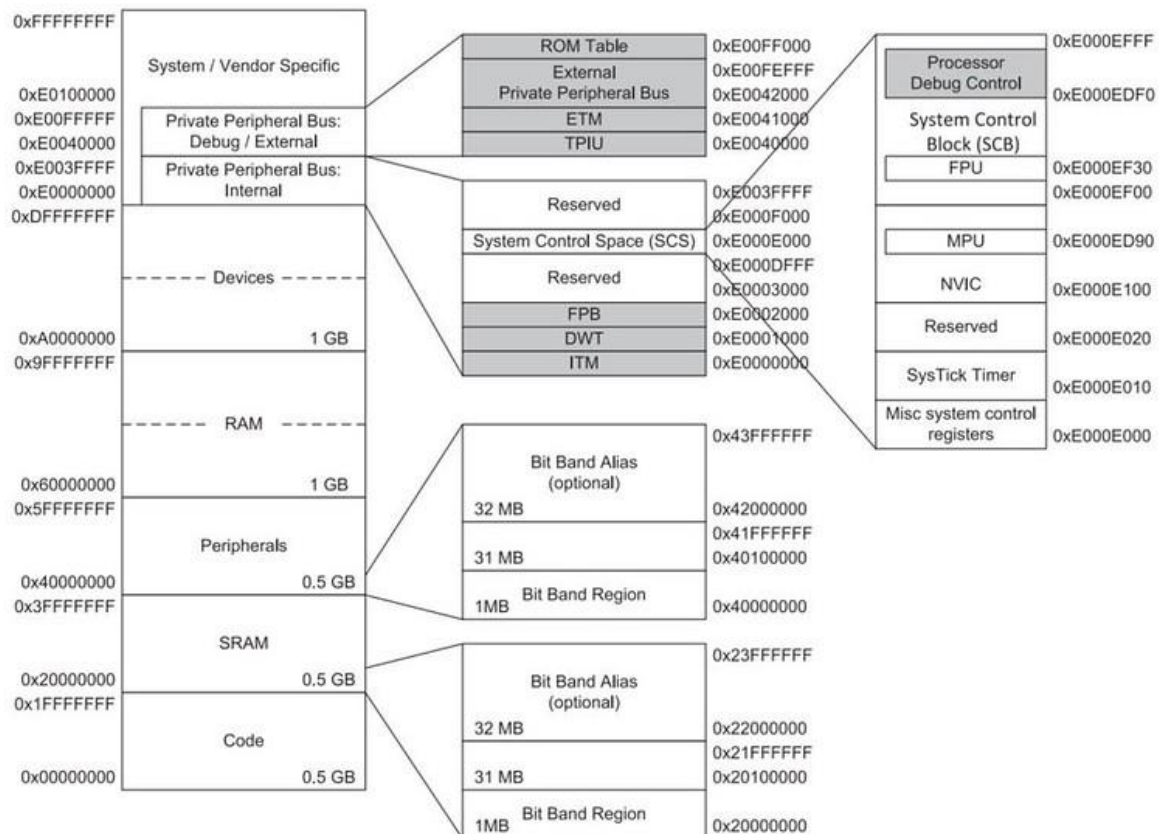 0xFFFFFFFF
System / Vendor Specific
0xE0100000
0xE00FFFFF
Private Peripheral Bus:
Debug / External
0xE0040000
0xE003FFFF
Private Peripheral Bus:
Internal
0xE0000000
0xDFFFFFFF
Devices
0xA0000000
1 GB
0x9FFFFFFF
RAM
0x60000000
1 GB
0x5FFFFFFF
Peripherals
0x40000000
0.5 GB
0x3FFFFFFF
SRAM
0x20000000
0.5 GB
0x1FFFFFFF
Code
0x00000000
0.5 GB
ROM Table
0xE00FF000
External
Private Peripheral Bus
0xE00FEFFF
0xE0042000
ETM
0xE0041000
TPIU
0xE0040000
0xE003FFFF
Reserved
0xE000F000
System Control Space (SCS)
0xE000E000
0xE000DFFF
Reserved
0xE0003000
FPB
0xE0002000
DWT
0xE0001000
ITM
0xE0000000
0x43FFFFFF
Bit Band Alias
(optional)
32 MB
0x42000000
0x41FFFFFF
31 MB
0x40100000
Bit Band Region
1MB
0x40000000
0x23FFFFFF
Bit Band Alias
(optional)
32 MB
0x22000000
0x21FFFFFF
31 MB
0x20100000
Bit Band Region
1MB
0x20000000
0xE000EFFF
Processor
Debug Control
0xE000EDF0
System Control
Block (SCB)
FPU
0xE000EF30
0xE000EF00
MPU
0xE000ED90
NVIC
0xE000E100
Reserved
0xE000E020
SysTick Timer
0xE000E010
Misc system control
registers
0xE000E000